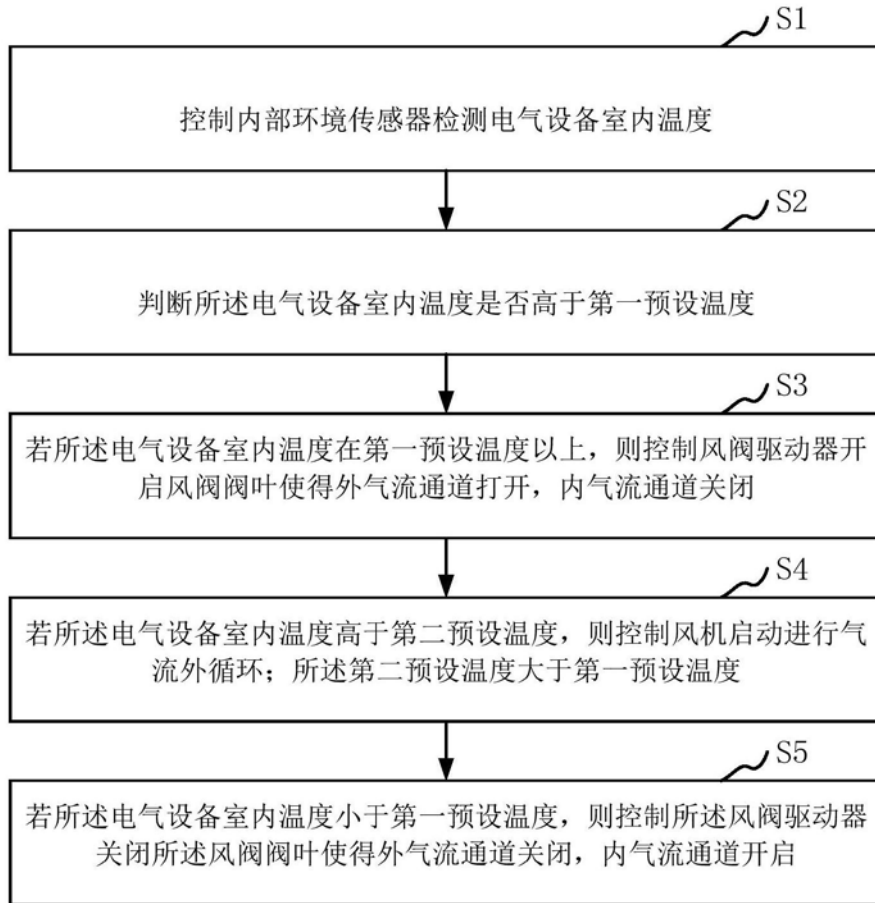 S1
控制内部环境传感器检测电气设备室内温度
S2
判断所述电气设备室内温度是否高于第一预设温度
S3
若所述电气设备室内温度在第一预设温度以上，则控制风阀驱动器开
启风阀阀叶使得外气流通道打开，内气流通道关闭
S4
若所述电气设备室内温度高于第二预设温度，则控制风机启动进行气
流外循环；所述第二预设温度大于第一预设温度
S5
若所述电气设备室内温度小于第一预设温度，则控制所述风阀驱动器
关闭所述风阀阀叶使得外气流通道关闭，内气流通道开启